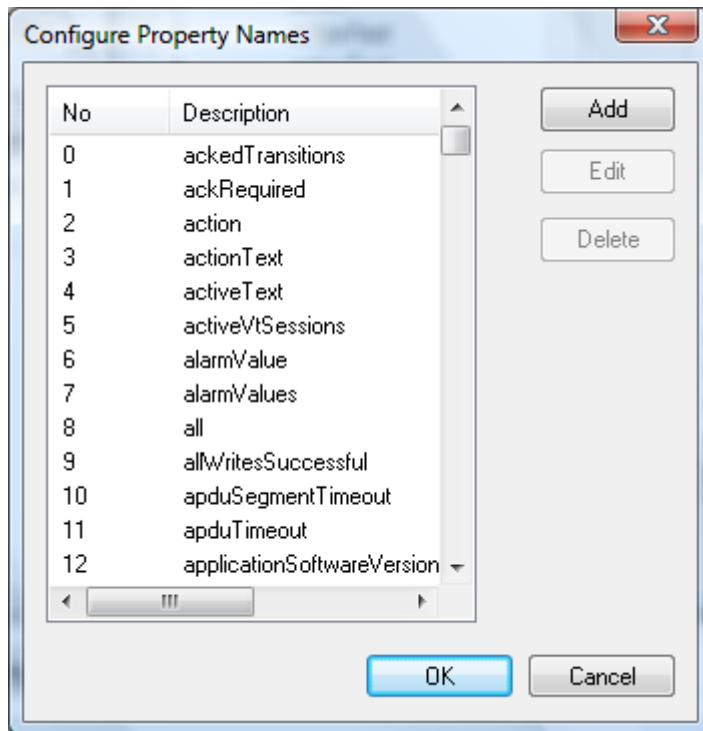 Configure Property Names
No Description
0 ackedTransitions
1 ackRequired
2 action
3 actionText
4 activeText
5 activeVtSessions
6 alarmValue
7 alarmValues
8 all
9 allWritesSuccessful
10 apduSegmentTimeout
11 apduTimeout
12 applicationSoftwareVersion
Add
Edit
Delete
OK Cancel